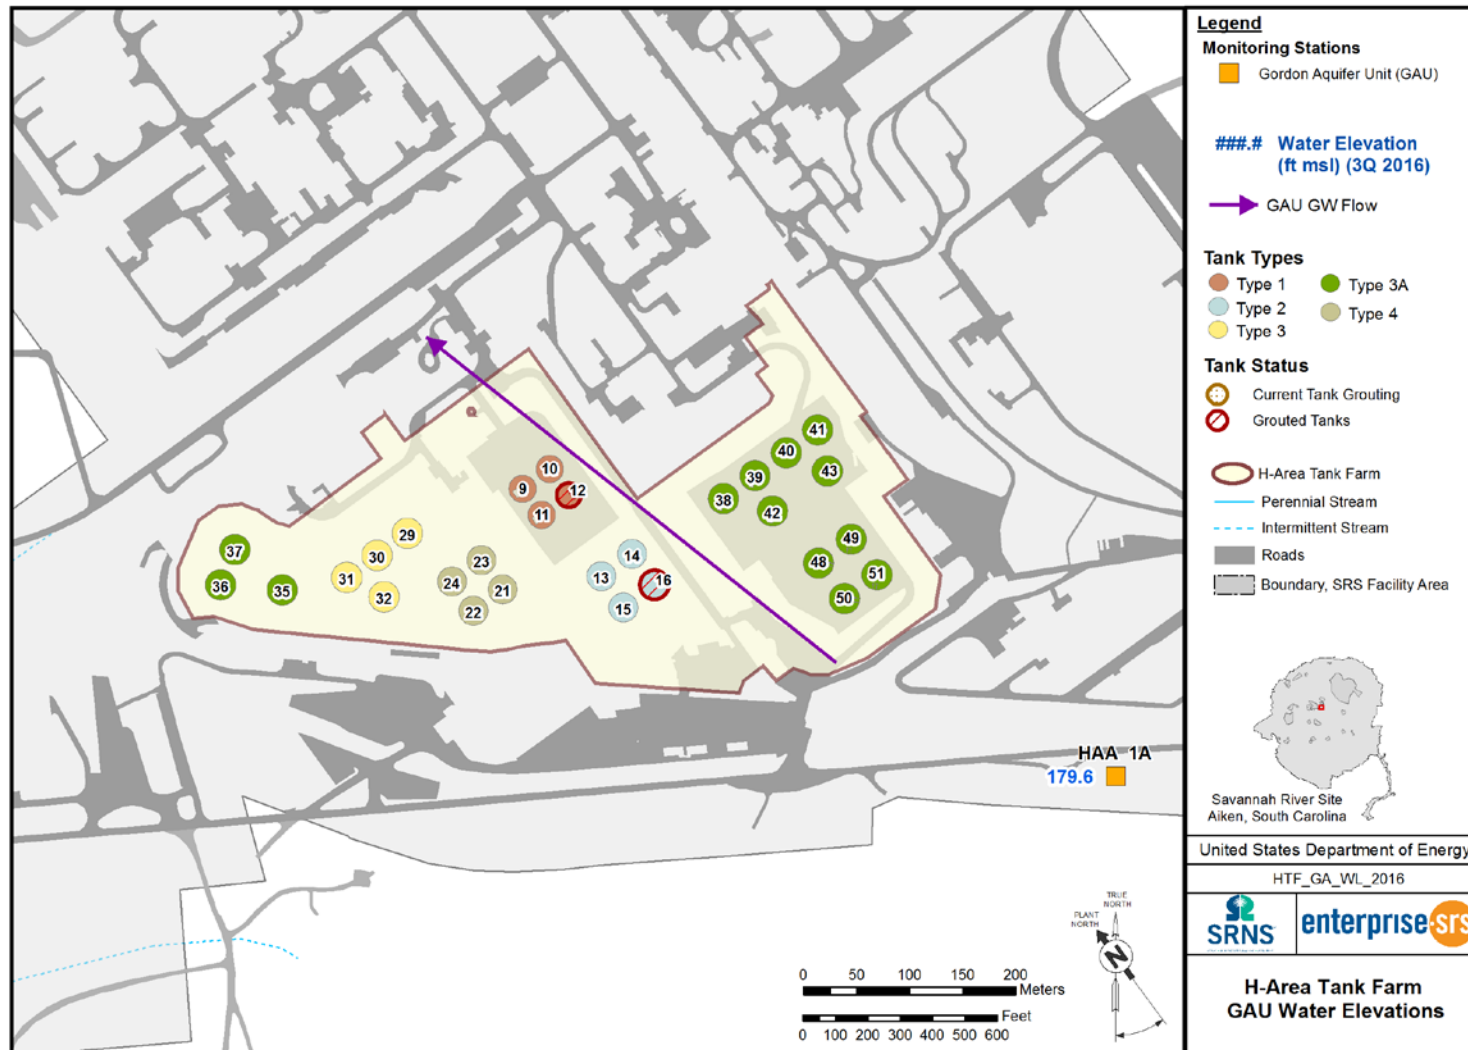 Legend
Monitoring Stations
Gordon Aquifer Unit (GAU)
###.# Water Elevation
(ft msl) (3Q 2016)
GAU GW Flow
Tank Types
Type 1
Type 3A
Type 2
Type 4
Type 3
Tank Status
Current Tank Grouting
Grouted Tanks
H-Area Tank Farm
Perennial Stream
Intermittent Stream
Roads
Boundary, SRS Facility Area
Savannah River Site
Aiken, South Carolina
United States Department of Energy
HTF_GA_WL_2016
SRNS
enterprise·srs
H-Area Tank Farm
GAU Water Elevations
41
40
43
39
38
42
10
9
12
11
49
48
51
50
29
30
31
32
37
36
35
23
24
21
22
14
13
16
15
HAA 1A
179.6
TRUE
NORTH
PLANT
NORTH
N
0 50 100 150 200
Meters
Feet
0 100 200 300 400 500 600